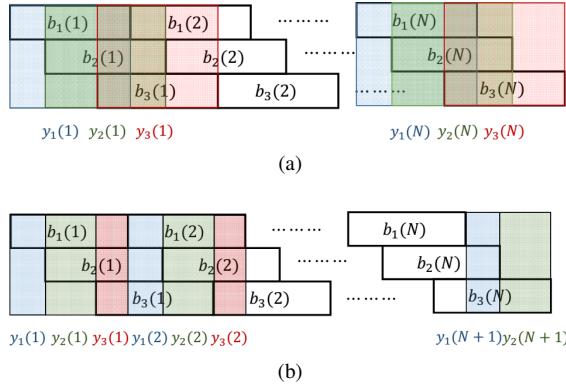 b₁(1) b₁(2) ……… b₁(N)
b₂(1) b₂(2) ……… b₂(N)
b₃(1) b₃(2) ……… b₃(N)
y₁(1) y₂(1) y₃(1) y₁(N) y₂(N) y₃(N)
(a)
b₁(1) b₁(2) ……… b₁(N)
b₂(1) b₂(2) ……… b₂(N)
b₃(1) b₃(2) ……… b₃(N)
y₁(1) y₂(1) y₃(1) y₁(2) y₂(2) y₃(2) y₁(N + 1) y₂(N + 1)
(b)